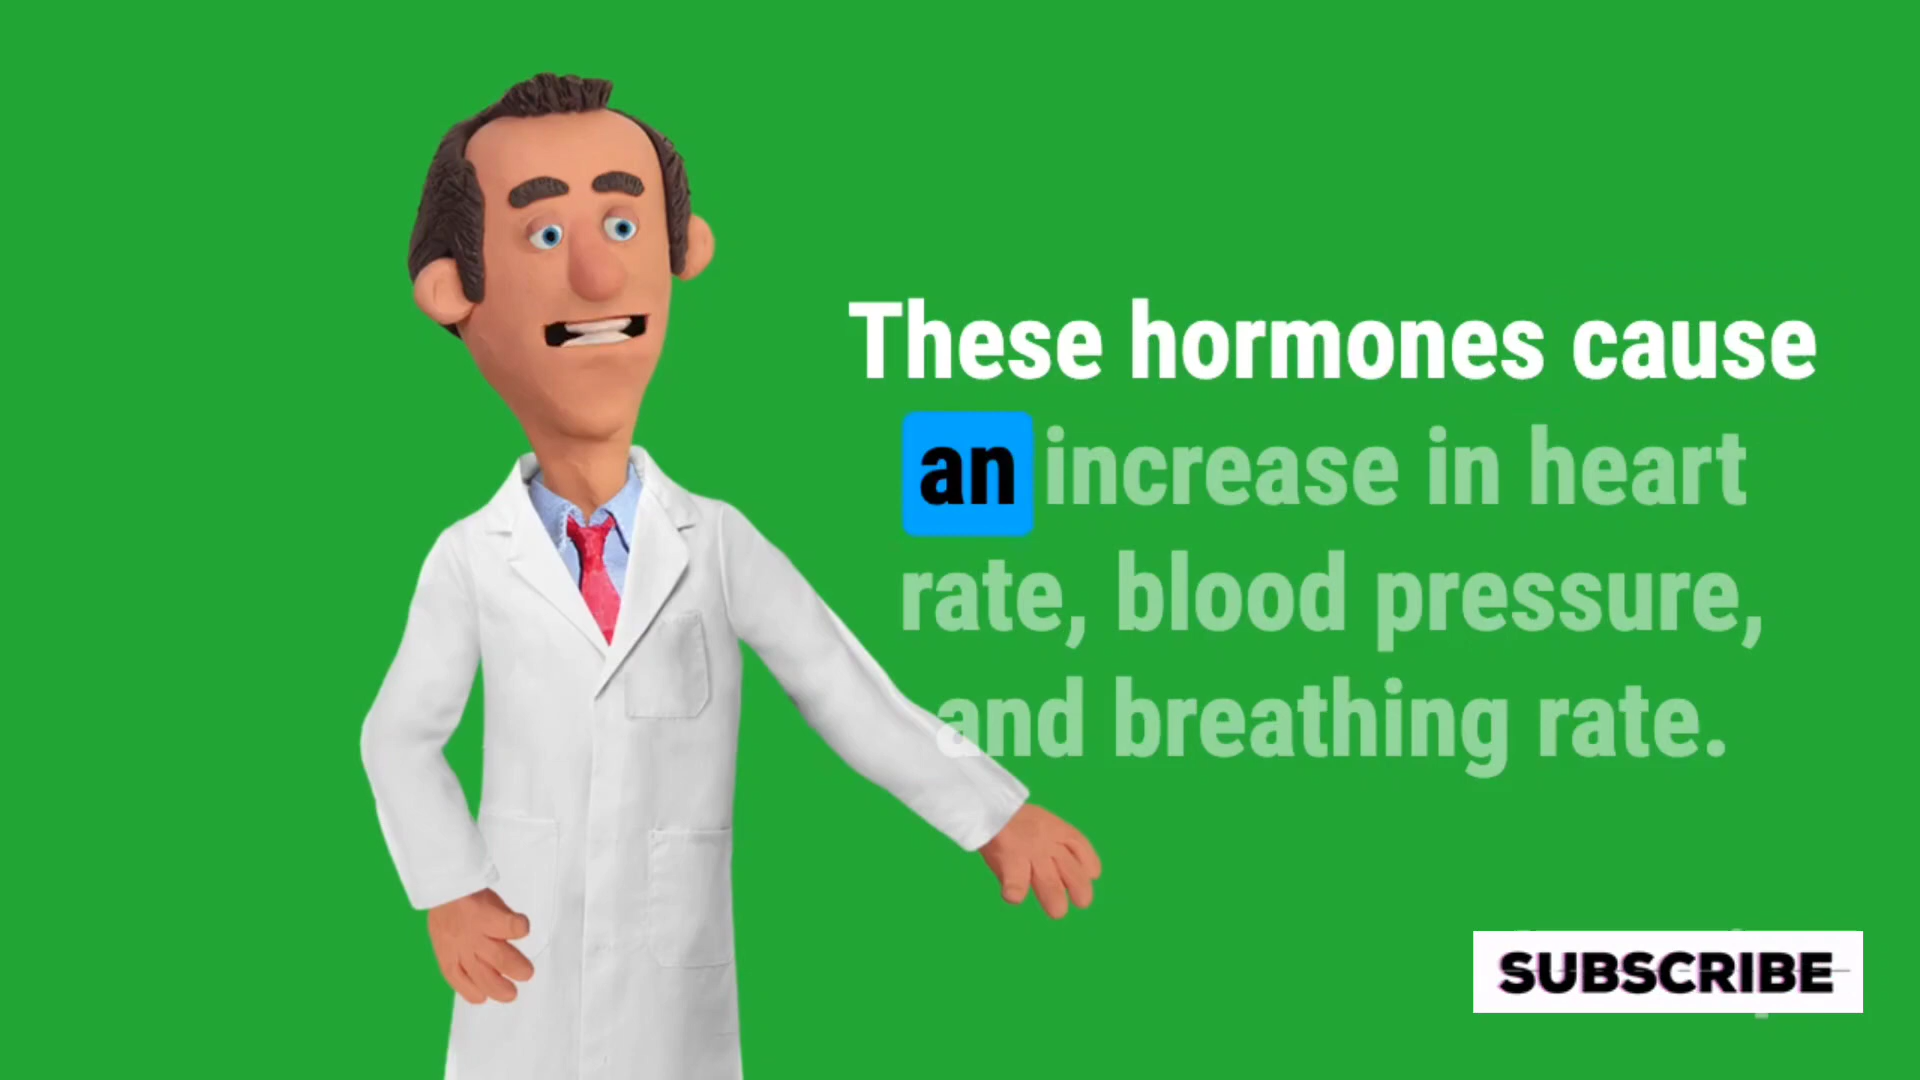 These hormones cause
an increase in heart
rate, blood pressure,
and breathing rate.
SUBSCRIBE